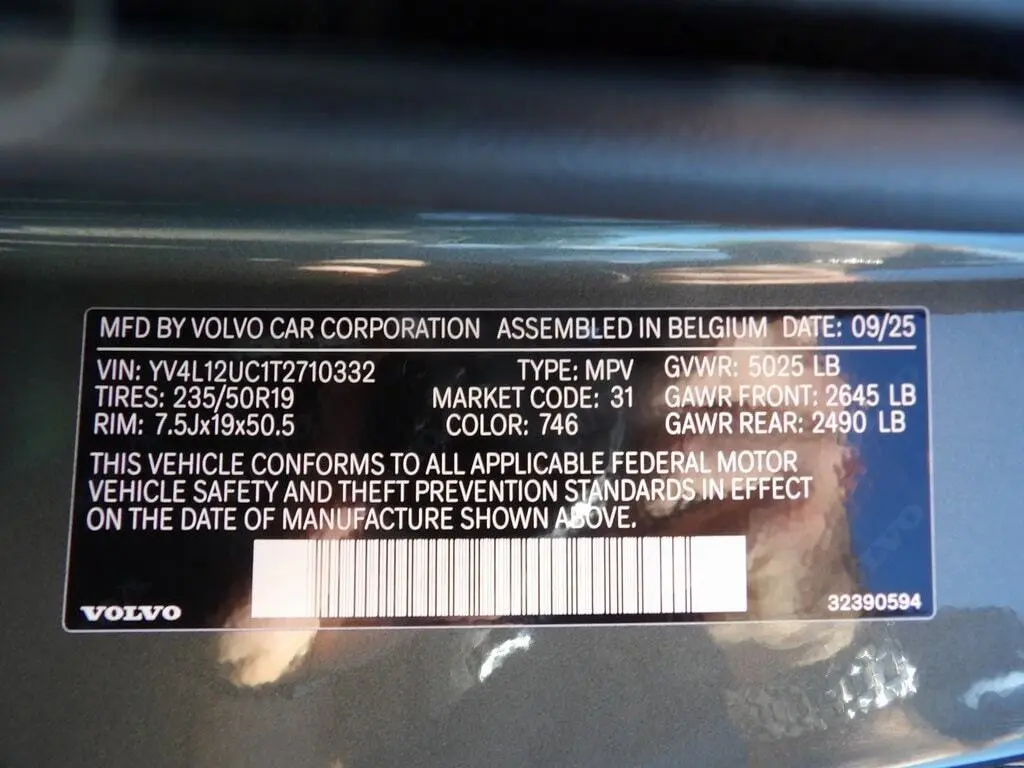 MFD BY VOLVO CAR CORPORATION ASSEMBLED IN BELGIUM DATE: 09/25
VIN: YV4L12UC1T2710332 TYPE: MPV GVWR: 5025 LB
TIRES: 235/50R19 MARKET CODE: 31 GAWR FRONT: 2645 LB
RIM: 7.5Jx19x50.5 COLOR: 746 GAWR REAR: 2490 LB
THIS VEHICLE CONFORMS TO ALL APPLICABLE FEDERAL MOTOR
VEHICLE SAFETY AND THEFT PREVENTION STANDARDS IN EFFECT
ON THE DATE OF MANUFACTURE SHOWN ABOVE.
VOLVO 32390594
VOLVO